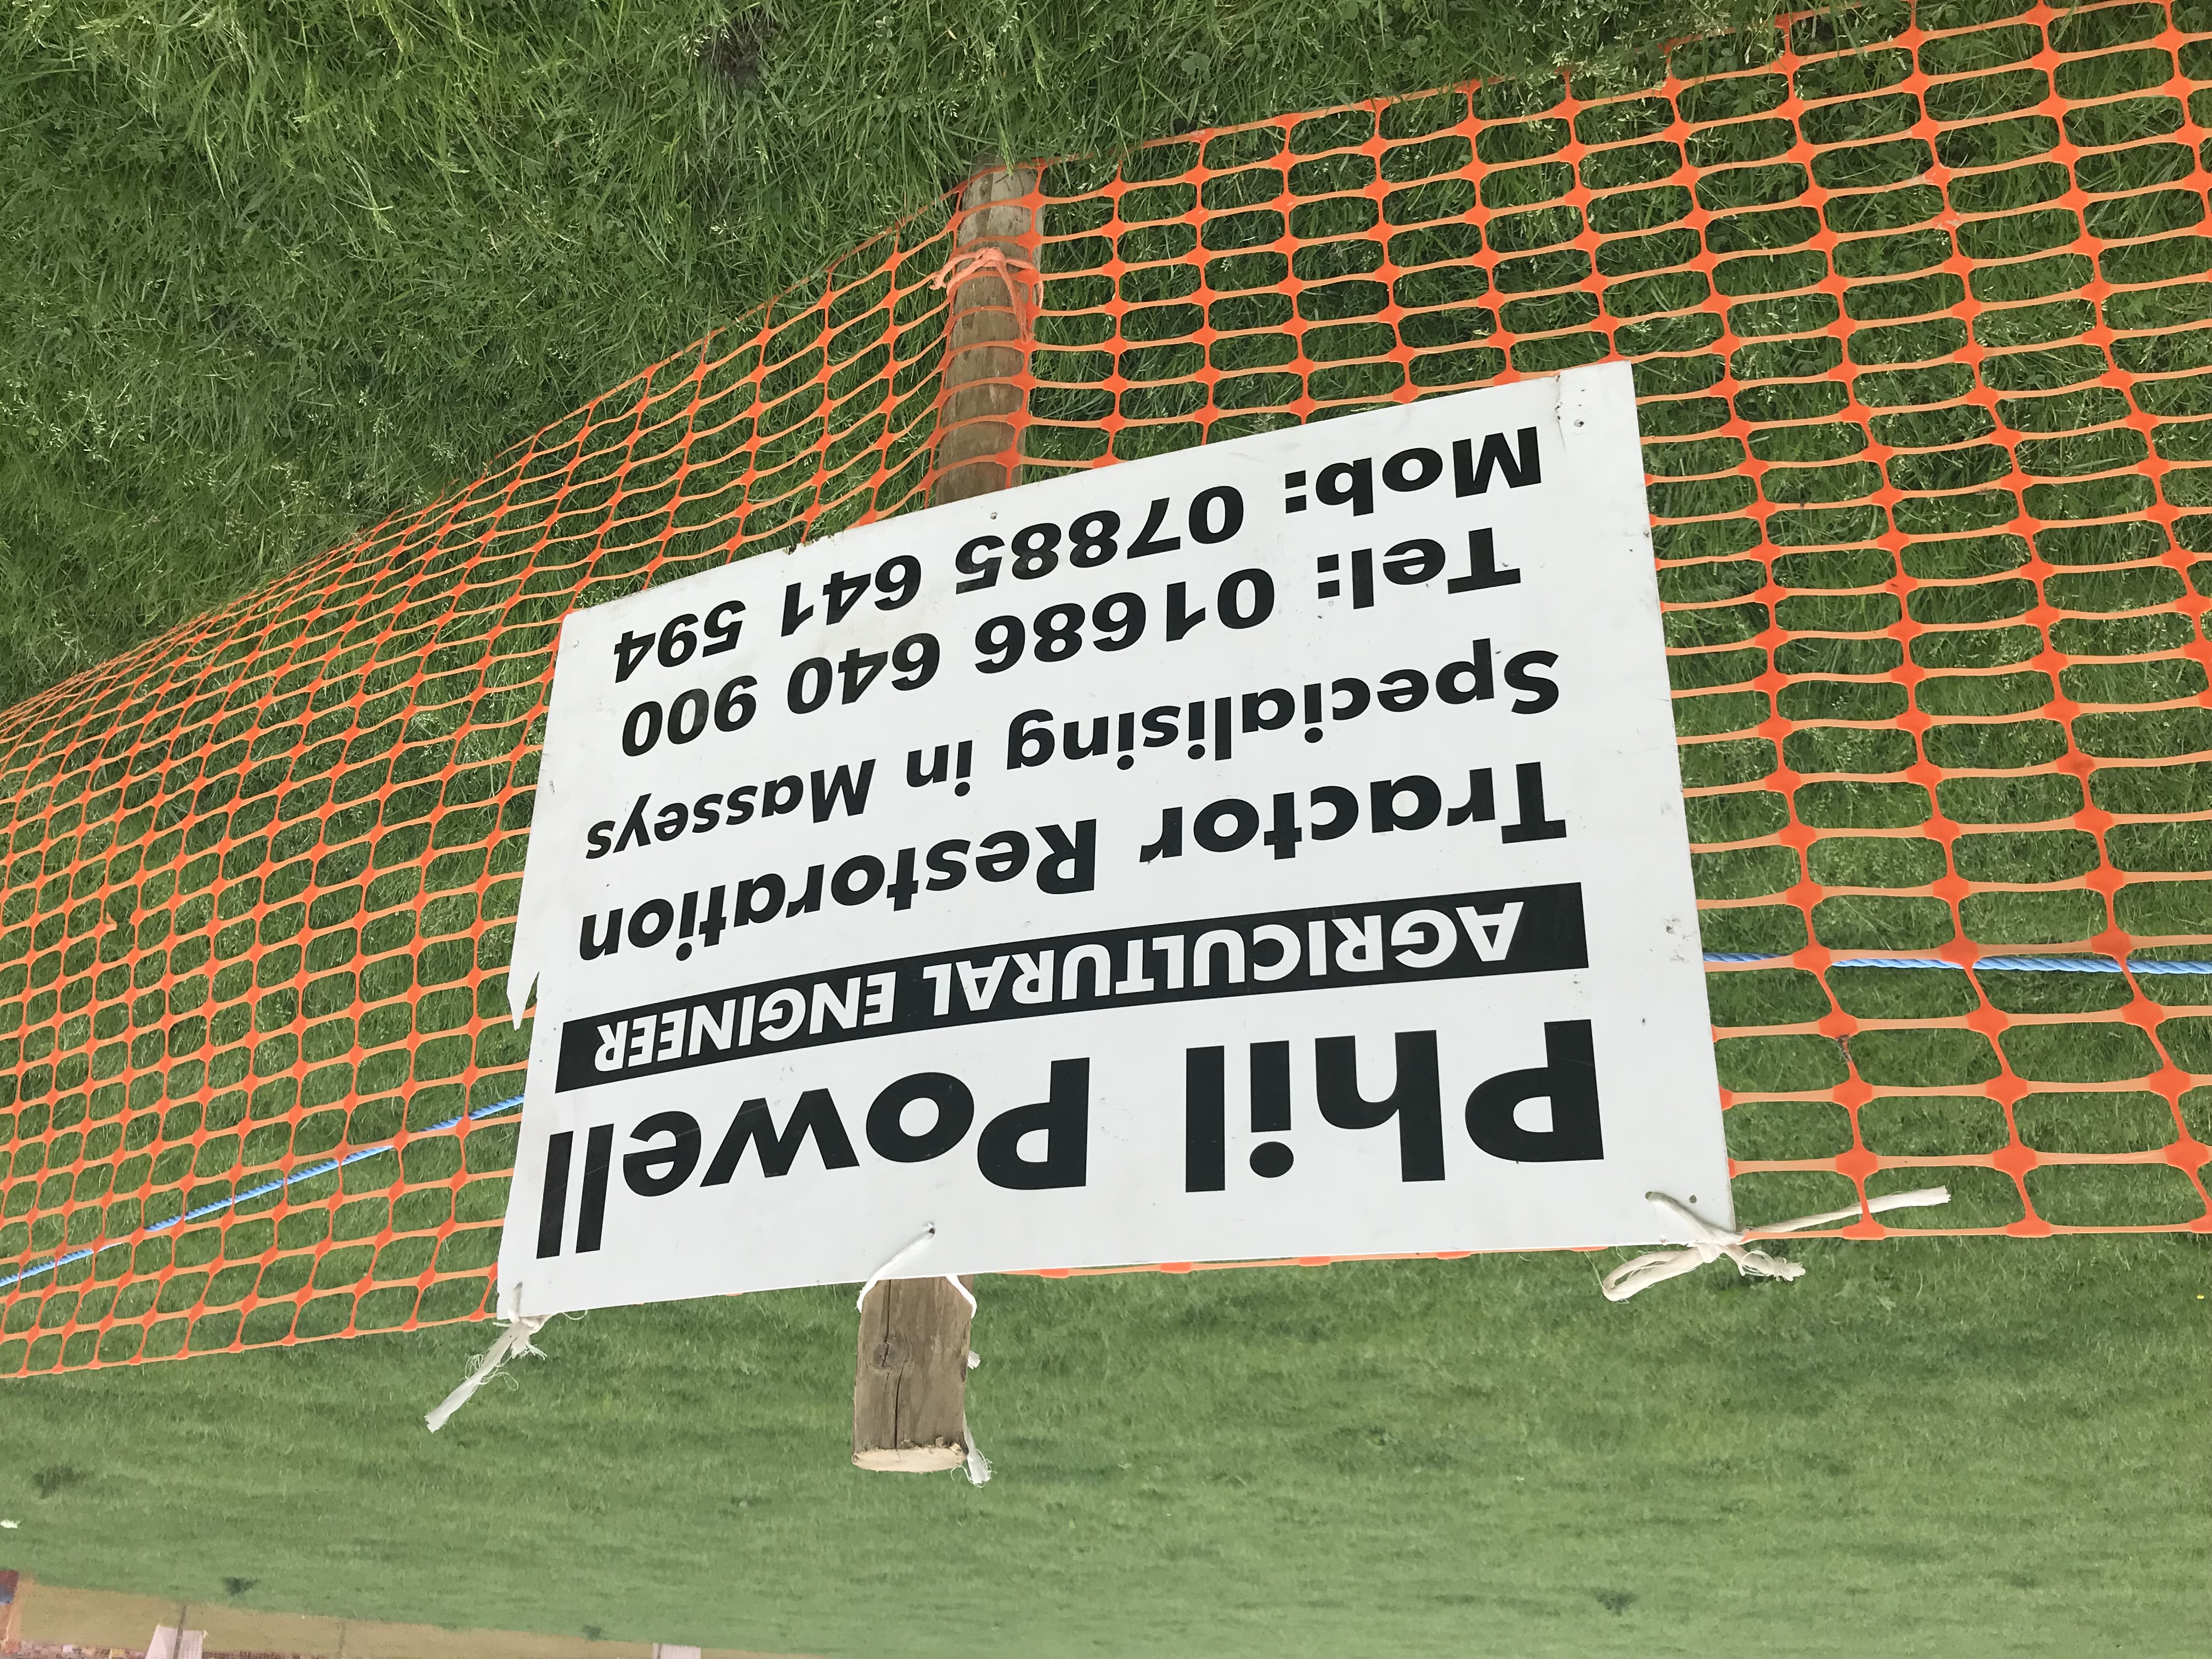 Phil Powell
AGRICULTURAL ENGINEER
Tractor Restoration
Specialising in Masseys
Tel: 01686 640 900
Mob: 07885 641 594